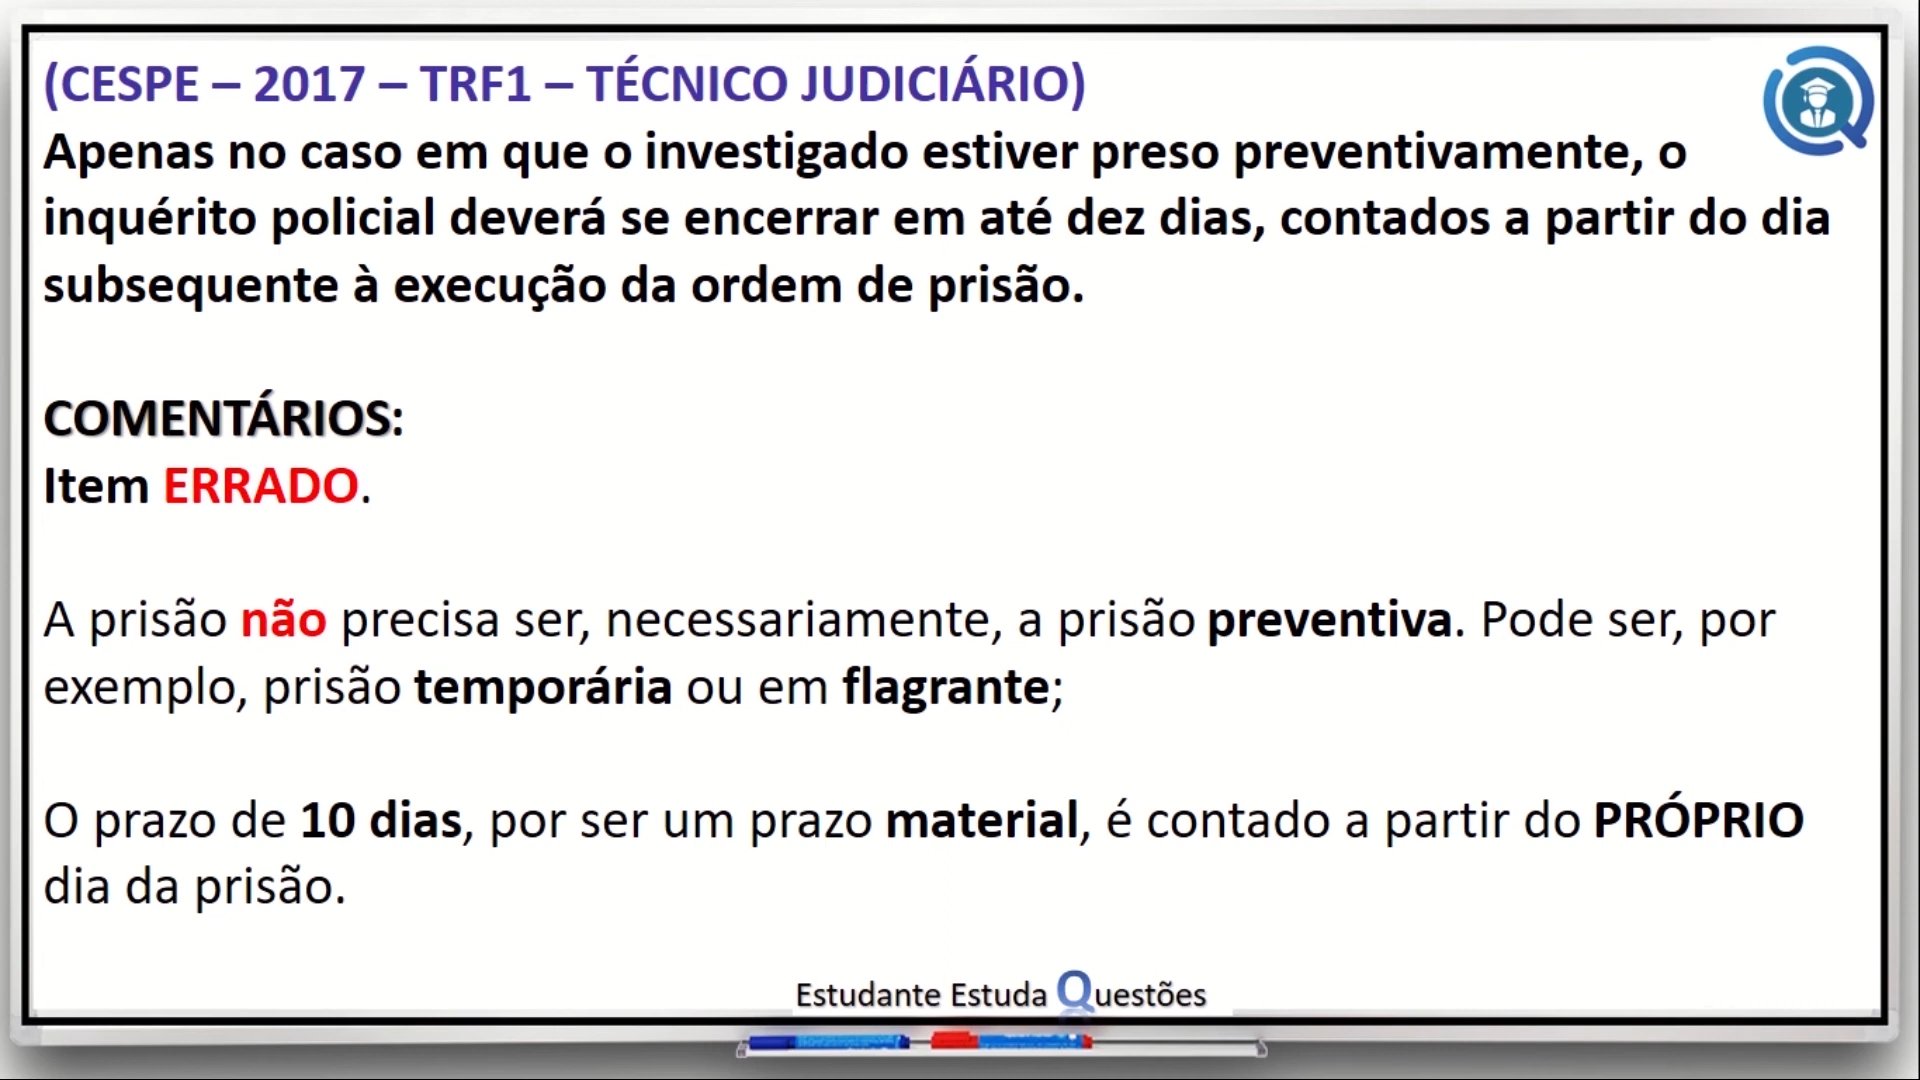 (CESPE – 2017 – TRF1 – TÉCNICO JUDICIÁRIO)
Apenas no caso em que o investigado estiver preso preventivamente, o
inquérito policial deverá se encerrar em até dez dias, contados a partir do dia
subsequente à execução da ordem de prisão.
COMENTÁRIOS:
Item ERRADO.
A prisão não precisa ser, necessariamente, a prisão preventiva. Pode ser, por
exemplo, prisão temporária ou em flagrante;
O prazo de 10 dias, por ser um prazo material, é contado a partir do PRÓPRIO
dia da prisão.
Estudante Estuda Questões